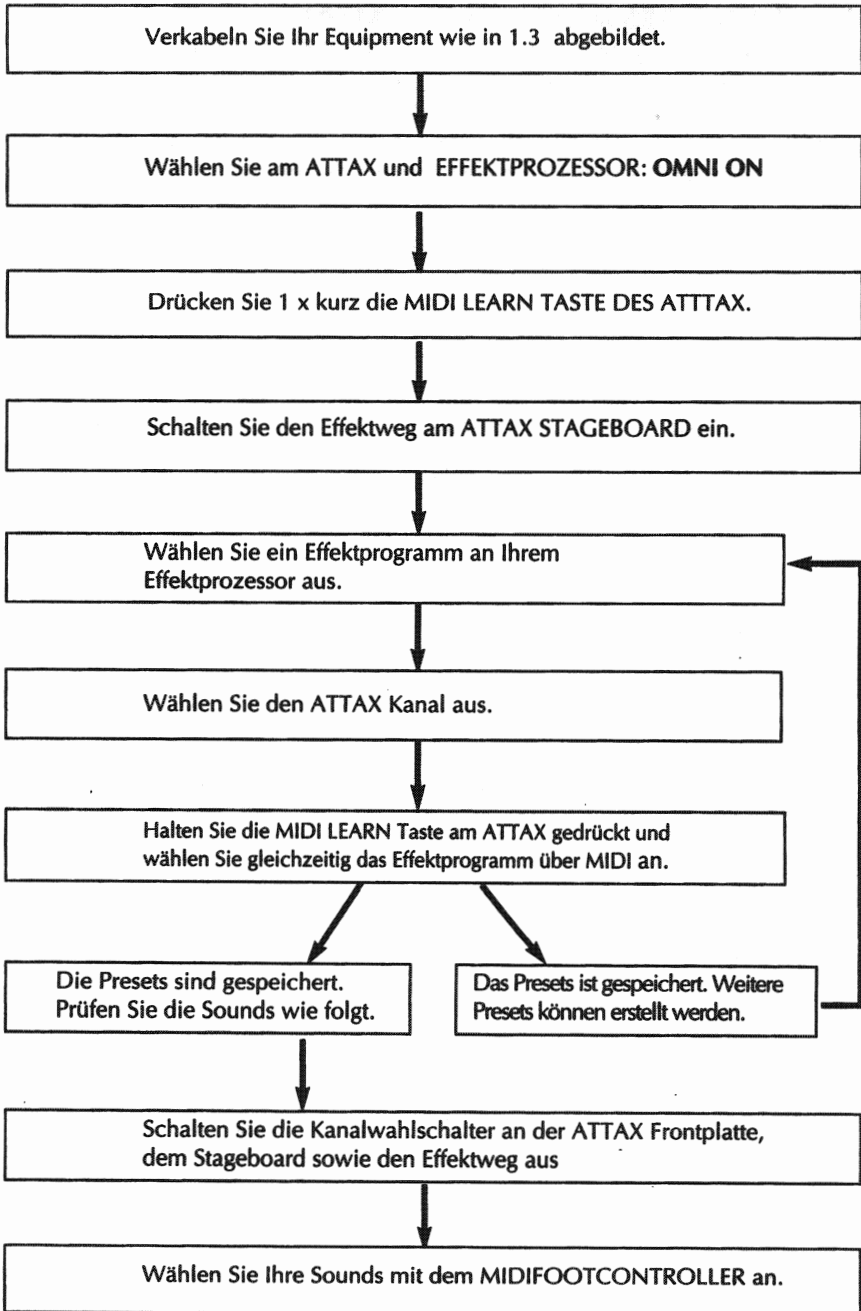 Verkabeln Sie Ihr Equipment wie in 1.3 abgebildet.
Wählen Sie am ATTAX und EFFEKTPROZESSOR: OMNI ON
Drücken Sie 1 x kurz die MIDI LEARN TASTE DES ATTTAX.
Schalten Sie den Effektweg am ATTAX STAGEBOARD ein.
Wählen Sie ein Effektprogramm an Ihrem
Effektprozessor aus.
Wählen Sie den ATTAX Kanal aus.
Halten Sie die MIDI LEARN Taste am ATTAX gedrückt und
wählen Sie gleichzeitig das Effektprogramm über MIDI an.
Die Presets sind gespeichert.
Prüfen Sie die Sounds wie folgt.
Das Presets ist gespeichert. Weitere
Presets können erstellt werden.
Schalten Sie die Kanalwahlschalter an der ATTAX Frontplatte,
dem Stageboard sowie den Effektweg aus
Wählen Sie Ihre Sounds mit dem MIDIFOOTCONTROLLER an.